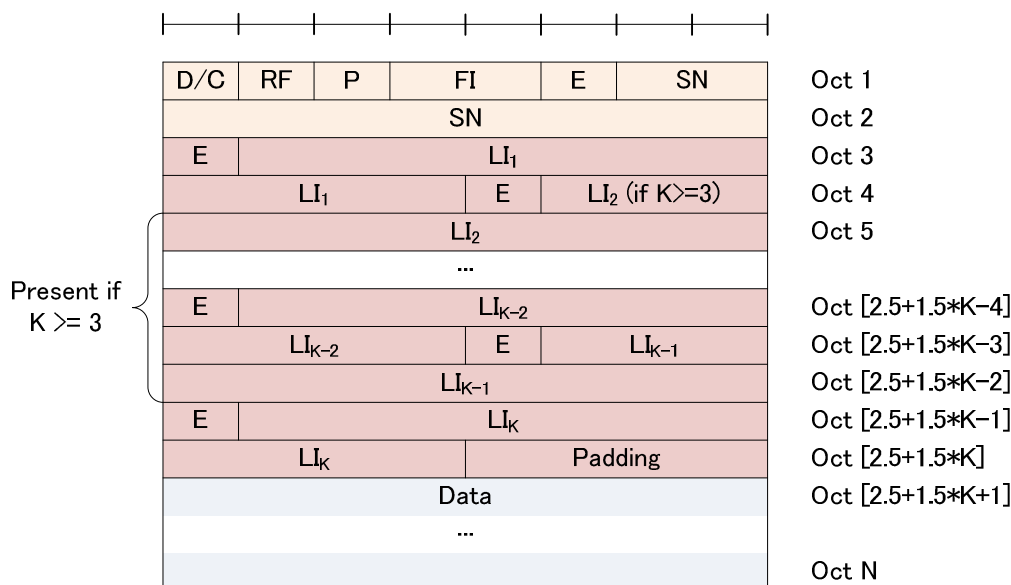 D/C RF P FI E SN Oct 1
SN Oct 2
E LI₁ Oct 3
LI₁ E LI₂ (if K>=3) Oct 4
LI₂ Oct 5
...
Present if
K >= 3
E LIK-2 Oct [2.5+1.5*K-4]
LIK-2 E LIK-1 Oct [2.5+1.5*K-3]
LIK-1 Oct [2.5+1.5*K-2]
E LIK Oct [2.5+1.5*K-1]
LIK Padding Oct [2.5+1.5*K]
Data Oct [2.5+1.5*K+1]
...
Oct N